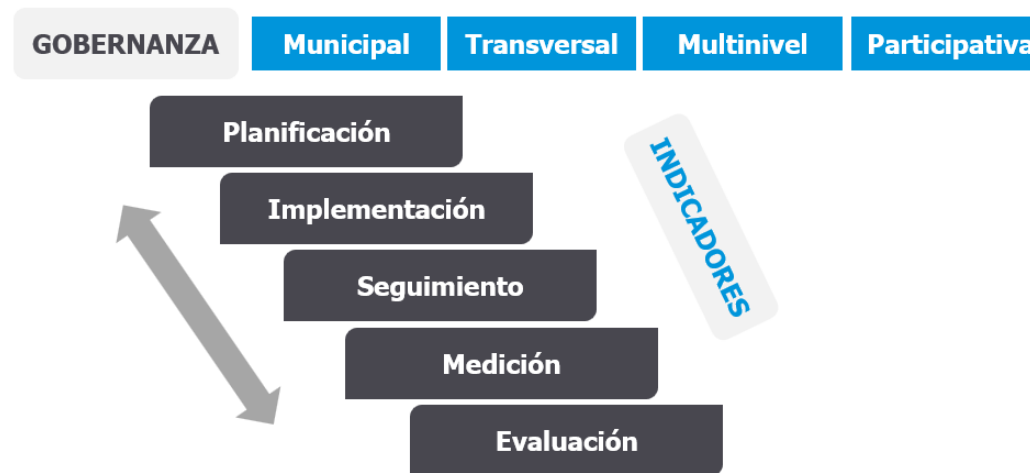 GOBERNANZA
Municipal
Transversal
Multinivel
Participativa
Planificación
Implementación
Seguimiento
Medición
Evaluación
INDICADORES